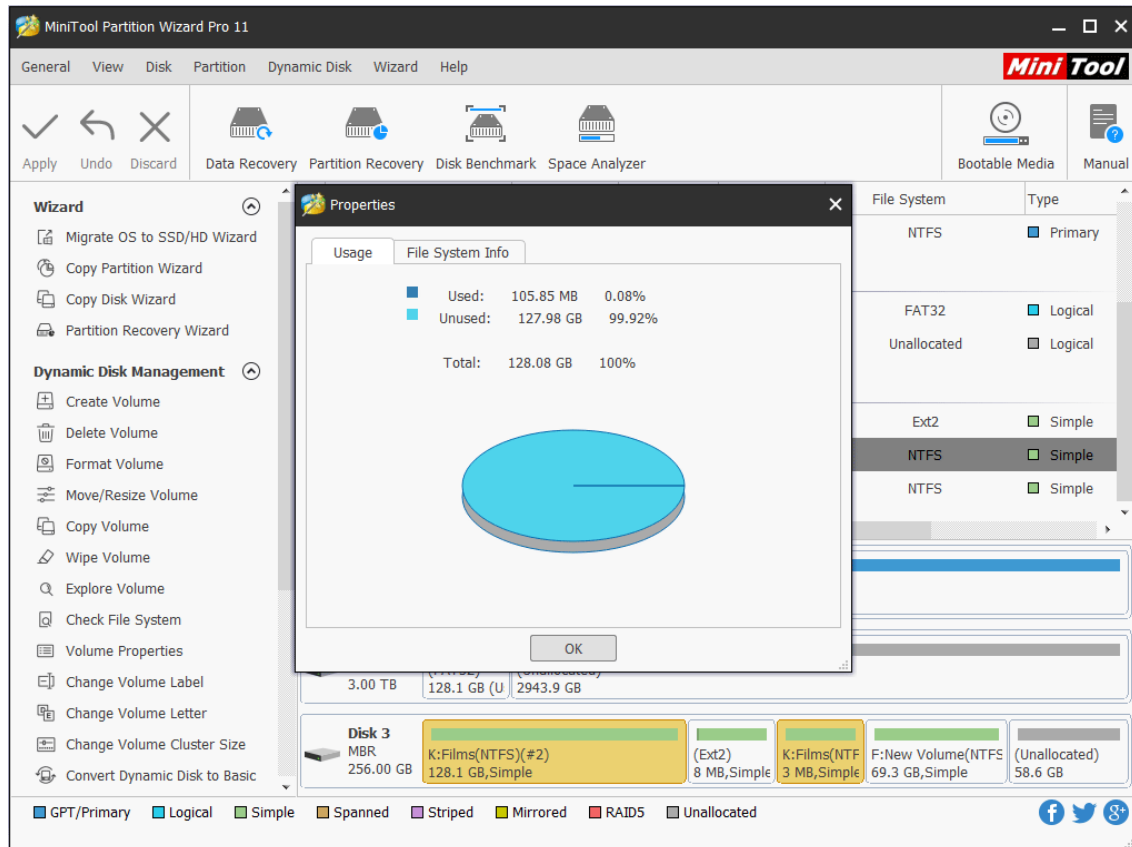 MiniTool Partition Wizard Pro 11
General View Disk Partition Dynamic Disk Wizard Help
Mini Tool
Apply Undo Discard Data Recovery Partition Recovery Disk Benchmark Space Analyzer Bootable Media Manual
Wizard
Migrate OS to SSD/HD Wizard
Copy Partition Wizard
Copy Disk Wizard
Partition Recovery Wizard
Dynamic Disk Management
Create Volume
Delete Volume
Format Volume
Move/Resize Volume
Copy Volume
Wipe Volume
Explore Volume
Check File System
Volume Properties
Change Volume Label
Change Volume Letter
Change Volume Cluster Size
Convert Dynamic Disk to Basic
Properties
Usage File System Info
Used: 105.85 MB 0.08%
Unused: 127.98 GB 99.92%
Total: 128.08 GB 100%
OK
File System Type
NTFS Primary
FAT32 Logical
Unallocated Logical
Ext2 Simple
NTFS Simple
NTFS Simple
3.00 TB 128.1 GB (U 2943.9 GB
Disk 3
MBR
256.00 GB
K:Films(NTFS)(#2)
128.1 GB,Simple
(Ext2)
8 MB,Simple
K:Films(NTF
3 MB,Simple
F:New Volume(NTFS
69.3 GB,Simple
(Unallocated)
58.6 GB
GPT/Primary Logical Simple Spanned Striped Mirrored RAID5 Unallocated